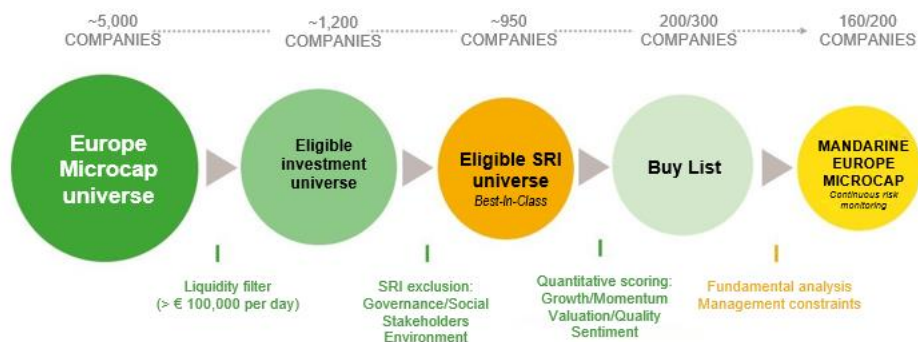 ~5,000
COMPANIES
~1,200
COMPANIES
~950
COMPANIES
200/300
COMPANIES
160/200
COMPANIES
Europe
Microcap
universe
Eligible
investment
universe
Eligible SRI
universe
Best-In-Class
Buy List
MANDARINE
EUROPE
MICROCAP
Continuous risk
monitoring
Liquidity filter
(> € 100,000 per day)
SRI exclusion:
Governance/Social
Stakeholders
Environment
Quantitative scoring:
Growth/Momentum
Valuation/Quality
Sentiment
Fundamental analysis
Management constraints